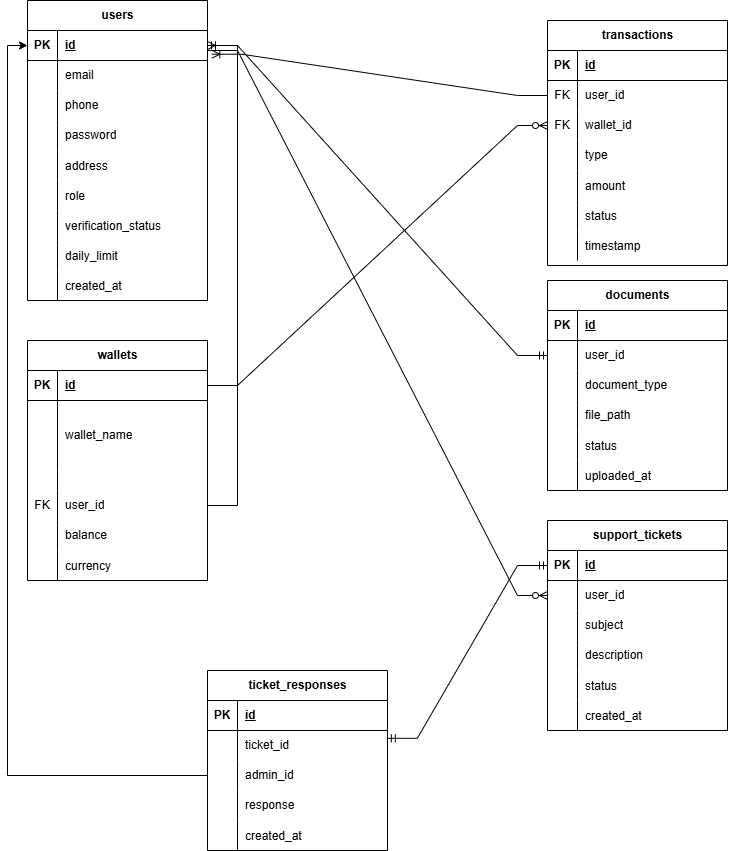 users
PK id
email
phone
password
address
role
verification_status
daily_limit
created_at
wallets
PK id
wallet_name
FK user_id
balance
currency
transactions
PK id
FK user_id
FK wallet_id
type
amount
status
timestamp
documents
PK id
user_id
document_type
file_path
status
uploaded_at
support_tickets
PK id
user_id
subject
description
status
created_at
ticket_responses
PK id
ticket_id
admin_id
response
created_at